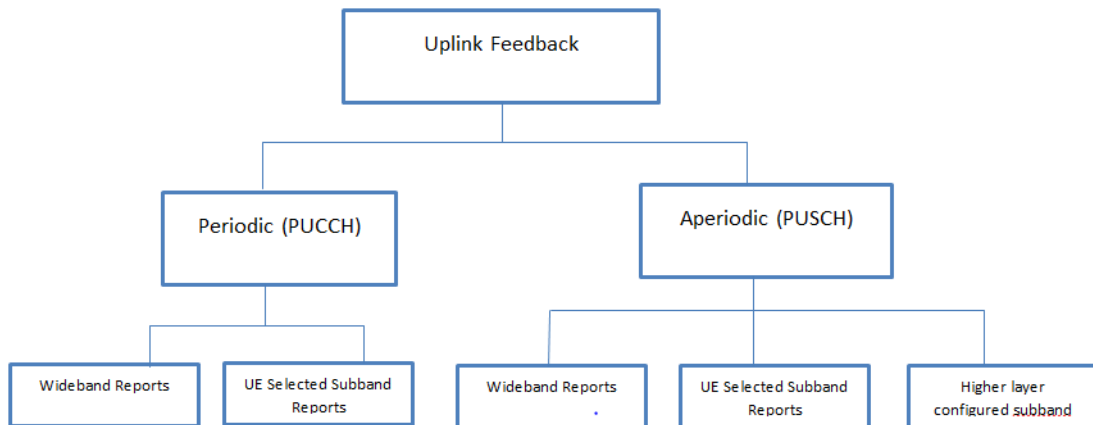 Uplink Feedback
Periodic (PUCCH)
Aperiodic (PUSCH)
Wideband Reports
UE Selected Subband
Reports
Wideband Reports
UE Selected Subband
Reports
Higher layer
configured subband